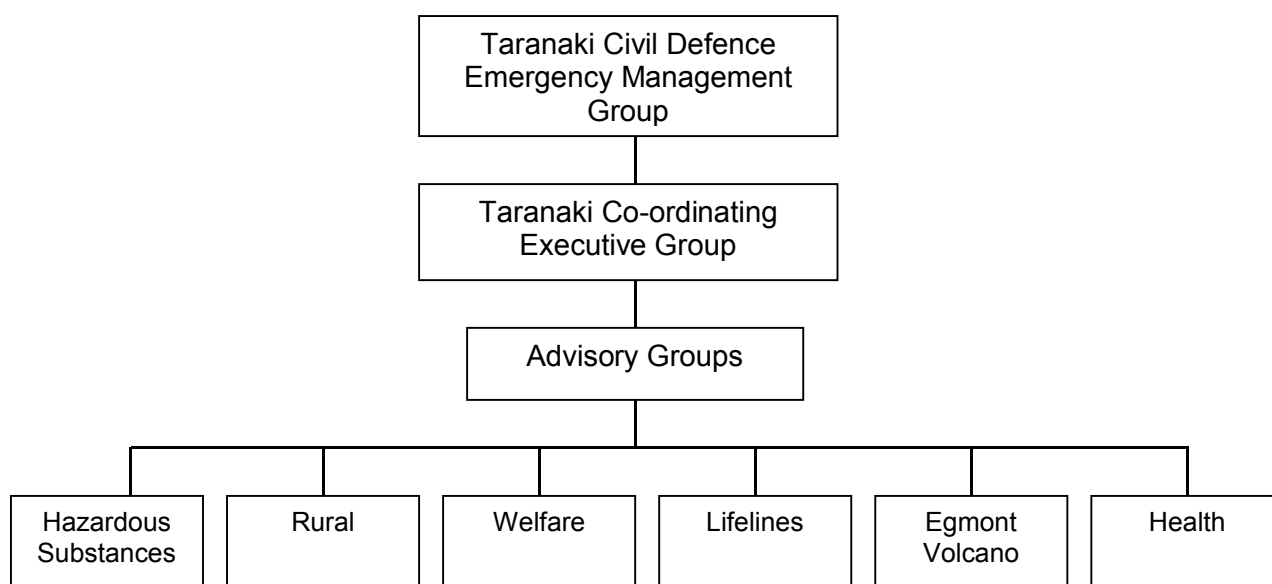 Taranaki Civil Defence
Emergency Management
Group
Taranaki Co-ordinating
Executive Group
Advisory Groups
Hazardous
Substances
Rural
Welfare
Lifelines
Egmont
Volcano
Health